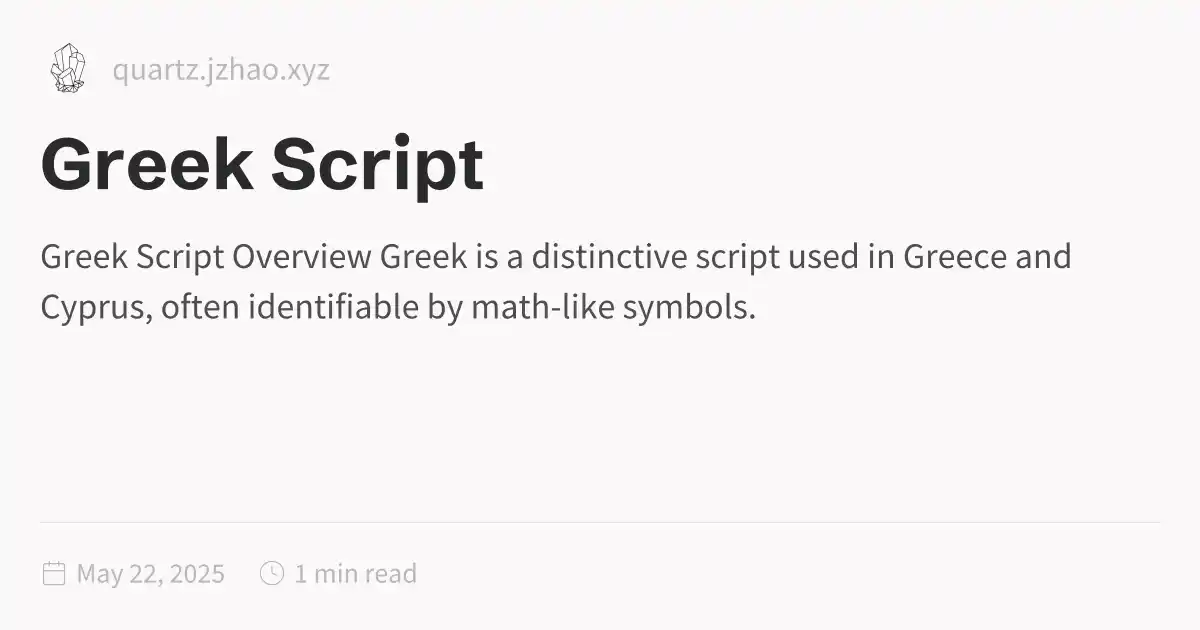 quartz.jzhao.xyz
Greek Script
Greek Script Overview Greek is a distinctive script used in Greece and
Cyprus, often identifiable by math-like symbols.
May 22, 2025 1 min read